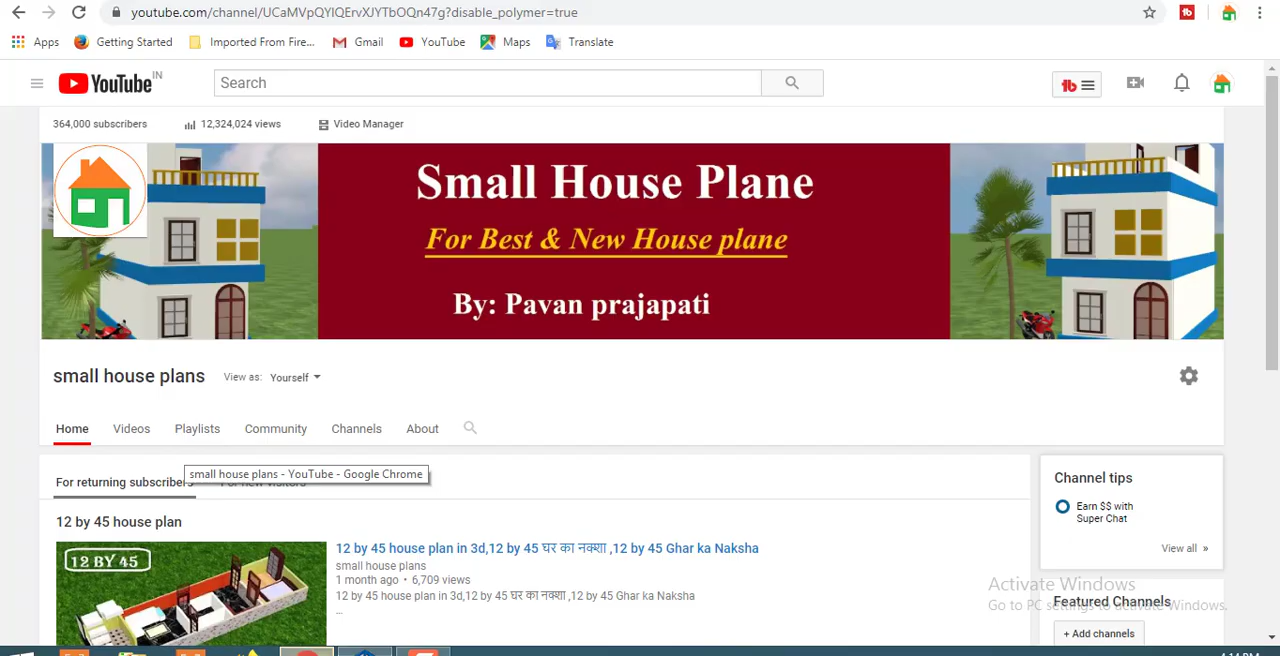 youtube.com/channel/UCaMVpQYlQErvXJYTbOQn47g?disable_polymer=true
Apps Getting Started Imported From Fire... Gmail YouTube Maps Translate
YouTube IN
Search
364,000 subscribers 12,324,024 views Video Manager
Small House Plane
For Best & New House plane
By: Pavan prajapati
small house plans View as: Yourself
Home Videos Playlists Community Channels About
small house plans - YouTube - Google Chrome
For returning subscribers For new visitors
Channel tips
Earn $$ with
Super Chat
View all »
12 by 45 house plan
12 BY 45
12 by 45 house plan in 3d,12 by 45 घर का नक्शा ,12 by 45 Ghar ka Naksha
small house plans
1 month ago • 6,709 views
12 by 45 house plan in 3d,12 by 45 घर का नक्शा ,12 by 45 Ghar ka Naksha
...
Activate Windows
Go to PC settings to activate Windows.
Featured Channels
+ Add channels
4:14 PM